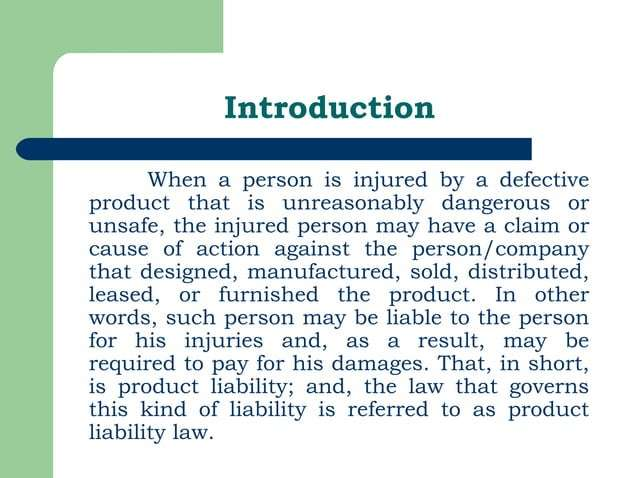 Introduction
When a person is injured by a defective
product that is unreasonably dangerous or
unsafe, the injured person may have a claim or
cause of action against the person/company
that designed, manufactured, sold, distributed,
leased, or furnished the product. In other
words, such person may be liable to the person
for his injuries and, as a result, may be
required to pay for his damages. That, in short,
is product liability; and, the law that governs
this kind of liability is referred to as product
liability law.